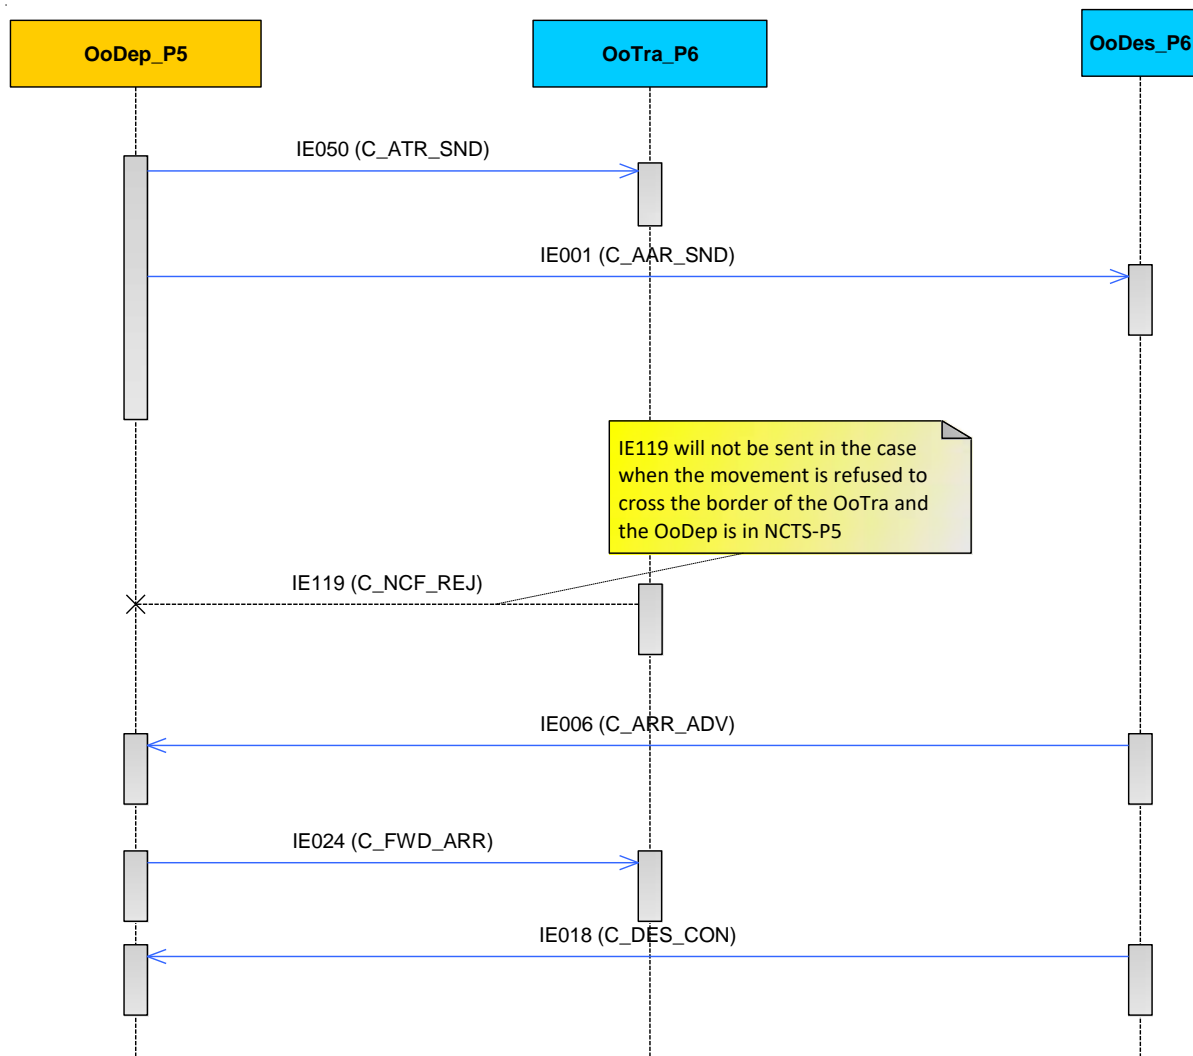 OoDep_P5
OoTra_P6
OoDes_P6
IE050 (C_ATR_SND)
IE001 (C_AAR_SND)
IE119 will not be sent in the case
when the movement is refused to
cross the border of the OoTra and
the OoDep is in NCTS-P5
IE119 (C_NCF_REJ)
IE006 (C_ARR_ADV)
IE024 (C_FWD_ARR)
IE018 (C_DES_CON)